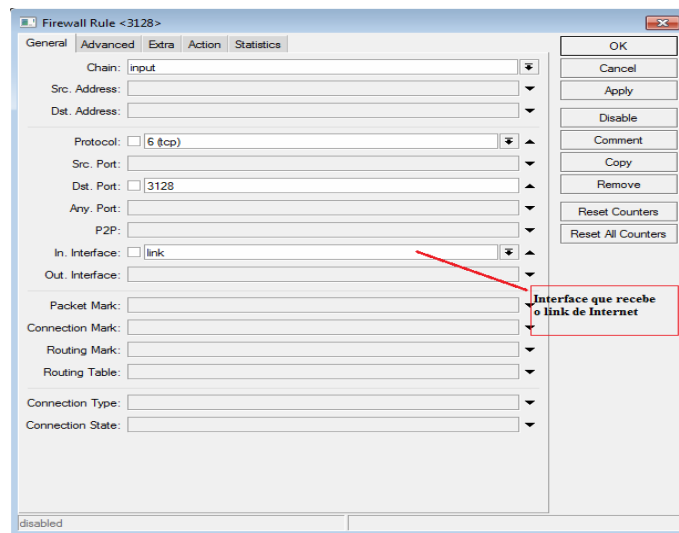 Firewall Rule <3128>
General Advanced Extra Action Statistics
OK
Chain: input
Cancel
Src. Address:
Apply
Dst. Address:
Disable
Protocol: 6 (tcp)
Comment
Src. Port:
Copy
Dst. Port: 3128
Remove
Any. Port:
Reset Counters
P2P:
Reset All Counters
In. Interface: link
Out. Interface:
Interface que recebe
o link de Internet
Packet Mark:
Connection Mark:
Routing Mark:
Routing Table:
Connection Type:
Connection State:
disabled